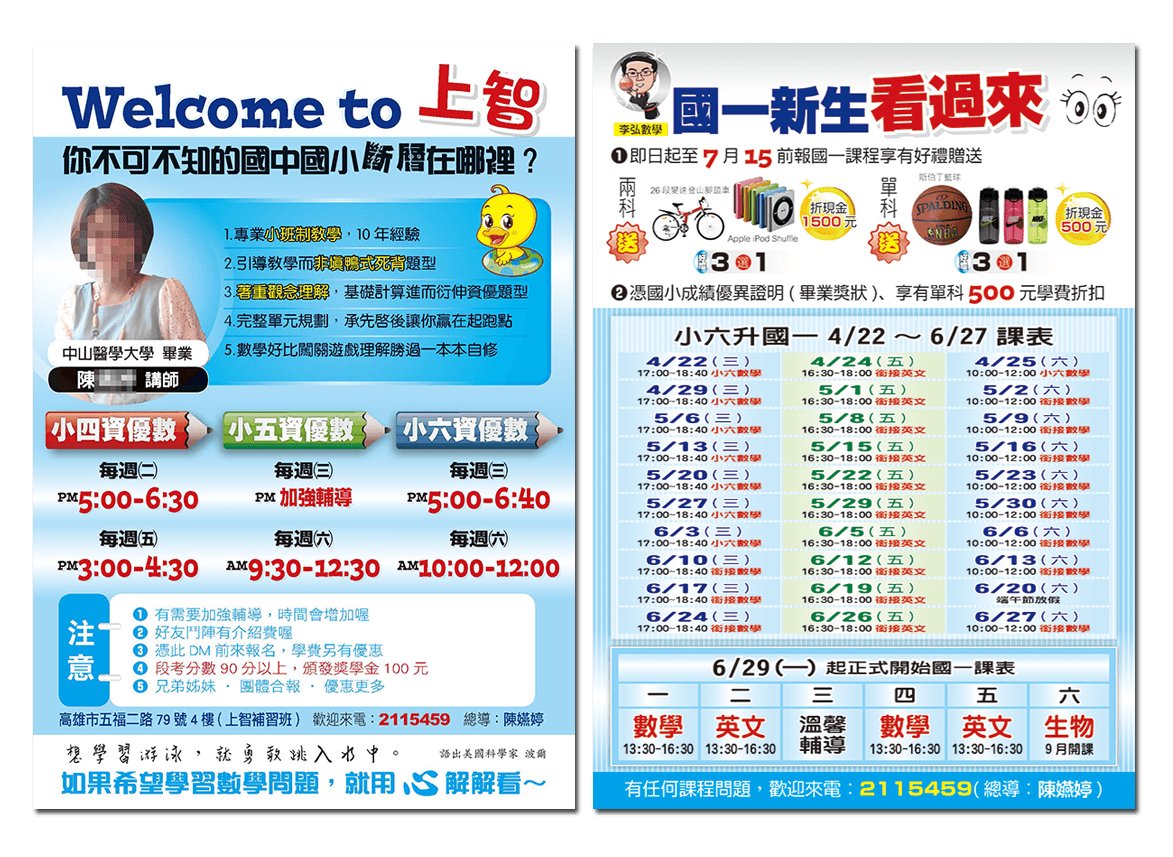 Welcome to 上智
你不可不知的國中國小斷層在哪裡？
1.專業小班制教學，10年經驗
2.引導教學而非填鴨式死背題型
3.著重觀念理解，基礎計算進而衍伸資優題型
4.完整單元規劃，承先啓後讓你贏在起跑點
5.數學好比闖關遊戲理解勝過一本本自修
中山醫學大學 畢業
陳 講師
小四資優數 小五資優數 小六資優數
每週㈡ 每週㈢ 每週㈢
PM5:00-6:30 PM 加強輔導 PM5:00-6:40
每週㈤ 每週㈥ 每週㈥
PM3:00-4:30 AM9:30-12:30 AM10:00-12:00
注意
❶ 有需要加強輔導，時間會增加喔
❷ 好友鬥陣有介紹費喔
❸ 憑此 DM 前來報名，學費另有優惠
❹ 段考分數 90 分以上，頒發獎學金 100 元
❺ 兄弟姊妹 · 團體合報 · 優惠更多
高雄市五福二路 79 號 4 樓 ( 上智補習班 ) 歡迎來電：2115459 總導：陳嬿婷
想學習游泳，就勇敢跳入水中。 語出美國科學家 波爾
如果希望學習數學問題，就用心解解看～
李弘數學
國一新生看過來
❶即日起至 7 月 15 前報國一課程享有好禮贈送
兩科 送
26 段變速登山腳踏車
Apple iPod Shuffle
折現金 1500 元
好禮 3 選 1
單科 送
斯伯丁籃球
SPALDING
NBA
NIKE NIKE NIKE
折現金 500 元
好禮 3 選 1
❷憑國小成績優異證明 ( 畢業獎狀 )、享有單科 500 元學費折扣
小六升國一 4/22 ～ 6/27 課表
4/22(三) 4/24(五) 4/25(六)
17:00-18:40 小六數學 16:30-18:00 銜接英文 10:00-12:00 小六數學
4/29(三) 5/1(五) 5/2(六)
17:00-18:40 小六數學 16:30-18:00 銜接英文 10:00-12:00 銜接數學
5/6(三) 5/8(五) 5/9(六)
17:00-18:40 小六數學 16:30-18:00 銜接英文 10:00-12:00 銜接數學
5/13(三) 5/15(五) 5/16(六)
17:00-18:40 小六數學 16:30-18:00 銜接英文 10:00-12:00 銜接數學
5/20(三) 5/22(五) 5/23(六)
17:00-18:40 小六數學 16:30-18:00 銜接英文 10:00-12:00 銜接數學
5/27(三) 5/29(五) 5/30(六)
17:00-18:40 小六數學 16:30-18:00 銜接英文 10:00-12:00 銜接數學
6/3(三) 6/5(五) 6/6(六)
17:00-18:40 小六數學 16:30-18:00 銜接英文 10:00-12:00 銜接數學
6/10(三) 6/12(五) 6/13(六)
17:00-18:40 銜接數學 16:30-18:00 銜接英文 10:00-12:00 銜接數學
6/17(三) 6/19(五) 6/20(六)
17:00-18:40 銜接數學 16:30-18:00 銜接英文 端午節放假
6/24(三) 6/26(五) 6/27(六)
17:00-18:40 銜接數學 16:30-18:00 銜接英文 10:00-12:00 銜接數學
6/29(一) 起正式開始國一課表
一 二 三 四 五 六
數學 英文 溫馨輔導 數學 英文 生物
13:30-16:30 13:30-16:30 13:30-16:30 13:30-16:30 9 月開課
有任何課程問題，歡迎來電：2115459( 總導：陳嬿婷 )